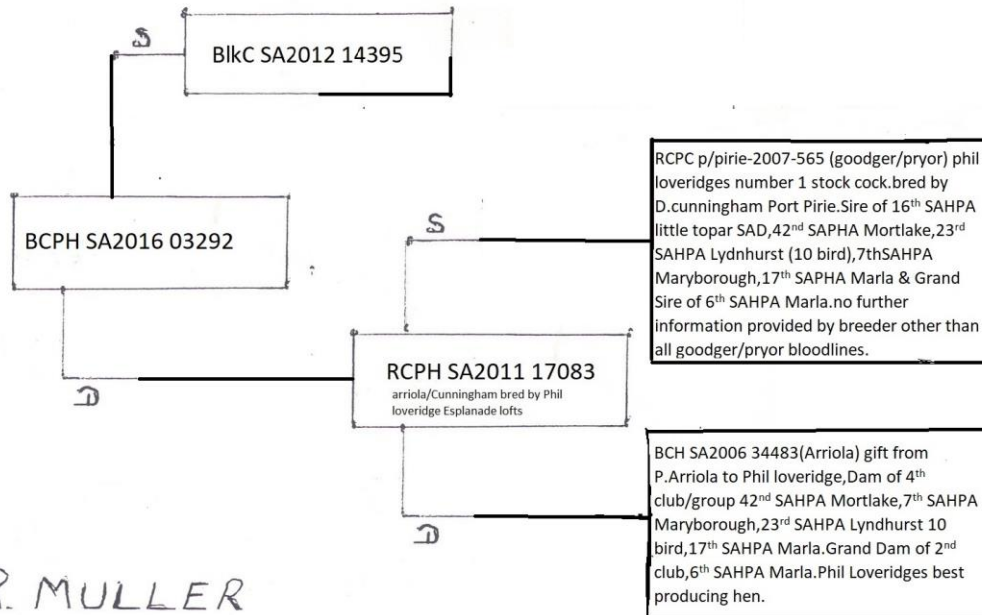 S
BlkC SA2012 14395
BCPH SA2016 03292
D
S
RCPC p/pirie-2007-565 (goodger/pryor) phil
loveridges number 1 stock cock.bred by
D.cunningham Port Pirie.Sire of 16th SAHPA
little topar SAD,42nd SAPHA Mortlake,23rd
SAHPA Lydnhurst (10 bird),7thSAHPA
Maryborough,17th SAPHA Marla & Grand
Sire of 6th SAHPA Marla.no further
information provided by breeder other than
all goodger/pryor bloodlines.
RCPH SA2011 17083
arriola/Cunningham bred by Phil
loveridge Esplanade lofts
D
BCH SA2006 34483(Arriola) gift from
P.Arriola to Phil loveridge,Dam of 4th
club/group 42nd SAHPA Mortlake,7th SAHPA
Maryborough,23rd SAHPA Lyndhurst 10
bird,17th SAHPA Marla.Grand Dam of 2nd
club,6th SAHPA Marla.Phil Loveridges best
producing hen.
R. MULLER